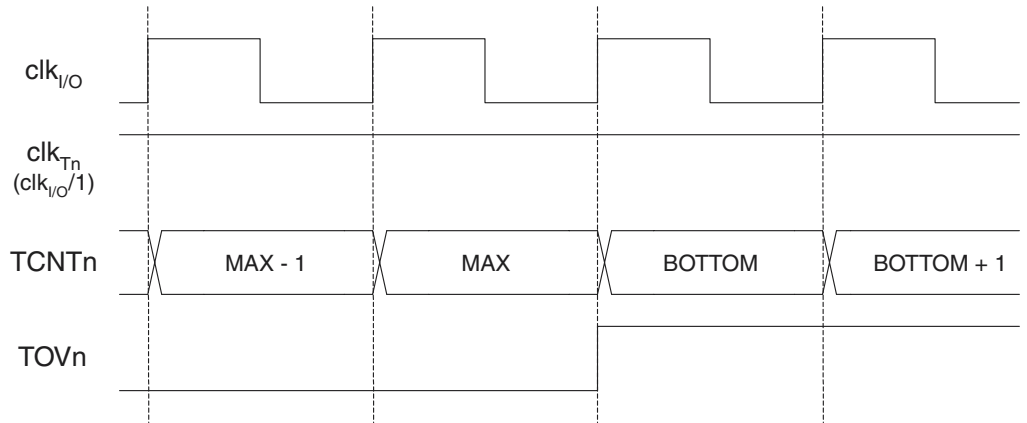 clkI/O
clkTn
(clkI/O/1)
TCNTn MAX - 1 MAX BOTTOM BOTTOM + 1
TOVn